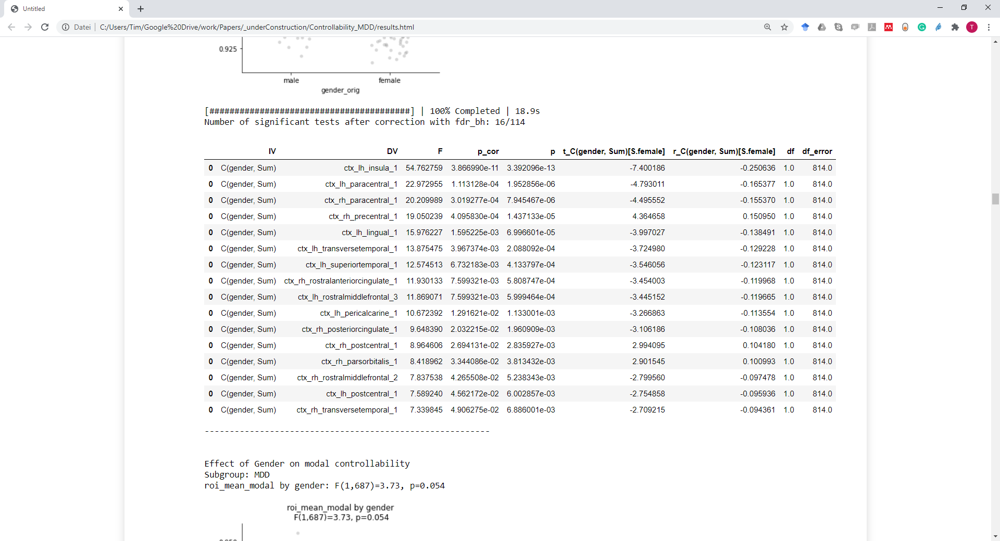 Untitled
Datei C:/Users/Tim/Google%20Drive/work/Papers/_underConstruction/Controllability_MDD/results.html
T
0.925
male female
gender_orig
[########################################] | 100% Completed | 18.9s
Number of significant tests after correction with fdr_bh: 16/114
IV DV F p_cor p t_C(gender, Sum)[S.female] r_C(gender, Sum)[S.female] df df_error
0 C(gender, Sum) ctx_lh_insula_1 54.762759 3.866990e-11 3.392096e-13 -7.400186 -0.250636 1.0 814.0
0 C(gender, Sum) ctx_lh_paracentral_1 22.972955 1.113128e-04 1.952856e-06 -4.793011 -0.165377 1.0 814.0
0 C(gender, Sum) ctx_rh_paracentral_1 20.209989 3.019277e-04 7.945467e-06 -4.495552 -0.155370 1.0 814.0
0 C(gender, Sum) ctx_rh_precentral_1 19.050239 4.095830e-04 1.437133e-05 4.364658 0.150950 1.0 814.0
0 C(gender, Sum) ctx_lh_lingual_1 15.976227 1.595225e-03 6.996601e-05 -3.997027 -0.138491 1.0 814.0
0 C(gender, Sum) ctx_lh_transversetemporal_1 13.875475 3.967374e-03 2.088092e-04 -3.724980 -0.129228 1.0 814.0
0 C(gender, Sum) ctx_lh_superiortemporal_1 12.574513 6.732183e-03 4.133797e-04 -3.546056 -0.123117 1.0 814.0
0 C(gender, Sum) ctx_rh_rostralanteriorcingulate_1 11.930133 7.599321e-03 5.808747e-04 -3.454003 -0.119968 1.0 814.0
0 C(gender, Sum) ctx_lh_rostralmiddlefrontal_3 11.869071 7.599321e-03 5.999464e-04 -3.445152 -0.119665 1.0 814.0
0 C(gender, Sum) ctx_lh_pericalcarine_1 10.672392 1.291621e-02 1.133001e-03 -3.266863 -0.113554 1.0 814.0
0 C(gender, Sum) ctx_rh_posteriorcingulate_1 9.648390 2.032215e-02 1.960909e-03 -3.106186 -0.108036 1.0 814.0
0 C(gender, Sum) ctx_rh_postcentral_1 8.964606 2.694131e-02 2.835927e-03 2.994095 0.104180 1.0 814.0
0 C(gender, Sum) ctx_rh_parsorbitalis_1 8.418962 3.344086e-02 3.813432e-03 2.901545 0.100993 1.0 814.0
0 C(gender, Sum) ctx_rh_rostralmiddlefrontal_2 7.837538 4.265508e-02 5.238343e-03 -2.799560 -0.097478 1.0 814.0
0 C(gender, Sum) ctx_lh_postcentral_1 7.589240 4.562172e-02 6.002857e-03 -2.754858 -0.095936 1.0 814.0
0 C(gender, Sum) ctx_rh_transversetemporal_1 7.339845 4.906275e-02 6.886001e-03 -2.709215 -0.094361 1.0 814.0
---------------------------------------------------------
Effect of Gender on modal controllability
Subgroup: MDD
roi_mean_modal by gender: F(1,687)=3.73, p=0.054
roi_mean_modal by gender
F(1,687)=3.73, p=0.054